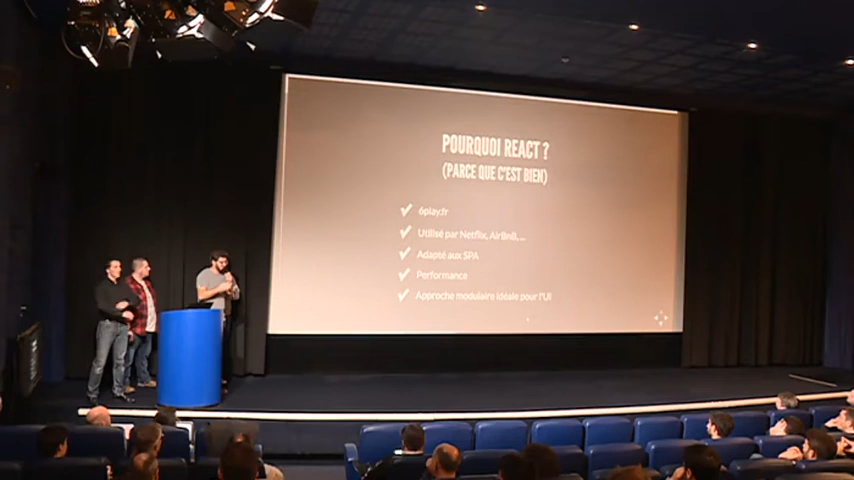 POURQUOI REACT ?
(PARCE QUE C'EST BIEN)
6play.fr
Utilisé par Netflix, AirBnB, ...
Adapté aux SPA
Performance
Approche modulaire idéale pour l'UI